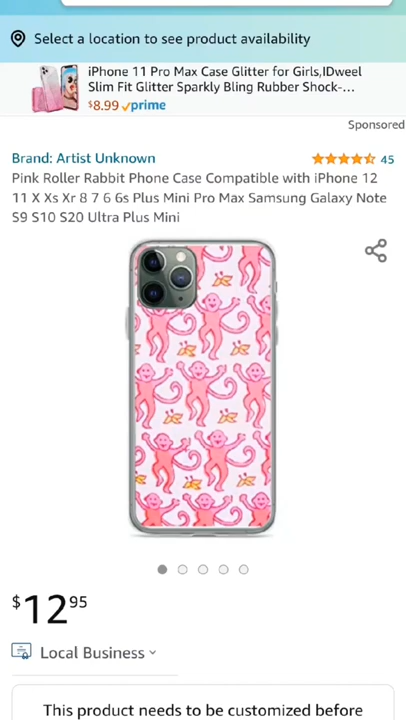 Select a location to see product availability
iPhone 11 Pro Max Case Glitter for Girls,IDweel
Slim Fit Glitter Sparkly Bling Rubber Shock-...
$8.99 prime
Sponsored
Brand: Artist Unknown
45
Pink Roller Rabbit Phone Case Compatible with iPhone 12
11 X Xs Xr 8 7 6 6s Plus Mini Pro Max Samsung Galaxy Note
S9 S10 S20 Ultra Plus Mini
$12 95
Local Business
This product needs to be customized before